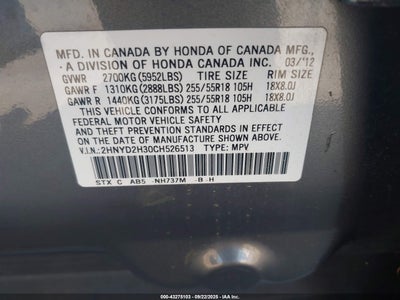 MFD. IN CANADA BY HONDA OF CANADA MFG.,
A DIVISION OF HONDA CANADA INC. 03/'12
GVWR 2700KG (5952LBS) TIRE SIZE RIM SIZE
GAWR F 1310KG (2888LBS) 255/55R18 105H 18X8.0J
GAWR R 1440KG (3175LBS) 255/55R18 105H 18X8.0J
THIS VEHICLE CONFORMS TO ALL APPLICABLE
FEDERAL MOTOR VEHICLE SAFETY AND
THEFT PREVENTION STANDARDS IN EFFECT ON
THE DATE OF MANUFACTURE SHOWN ABOVE.
V.I.N.: 2HNYD2H30CH526513 TYPE: MPV
STX C AB5 -NH737M -B -H
000-43275103 - 09/22/2025 - IAAI.COM